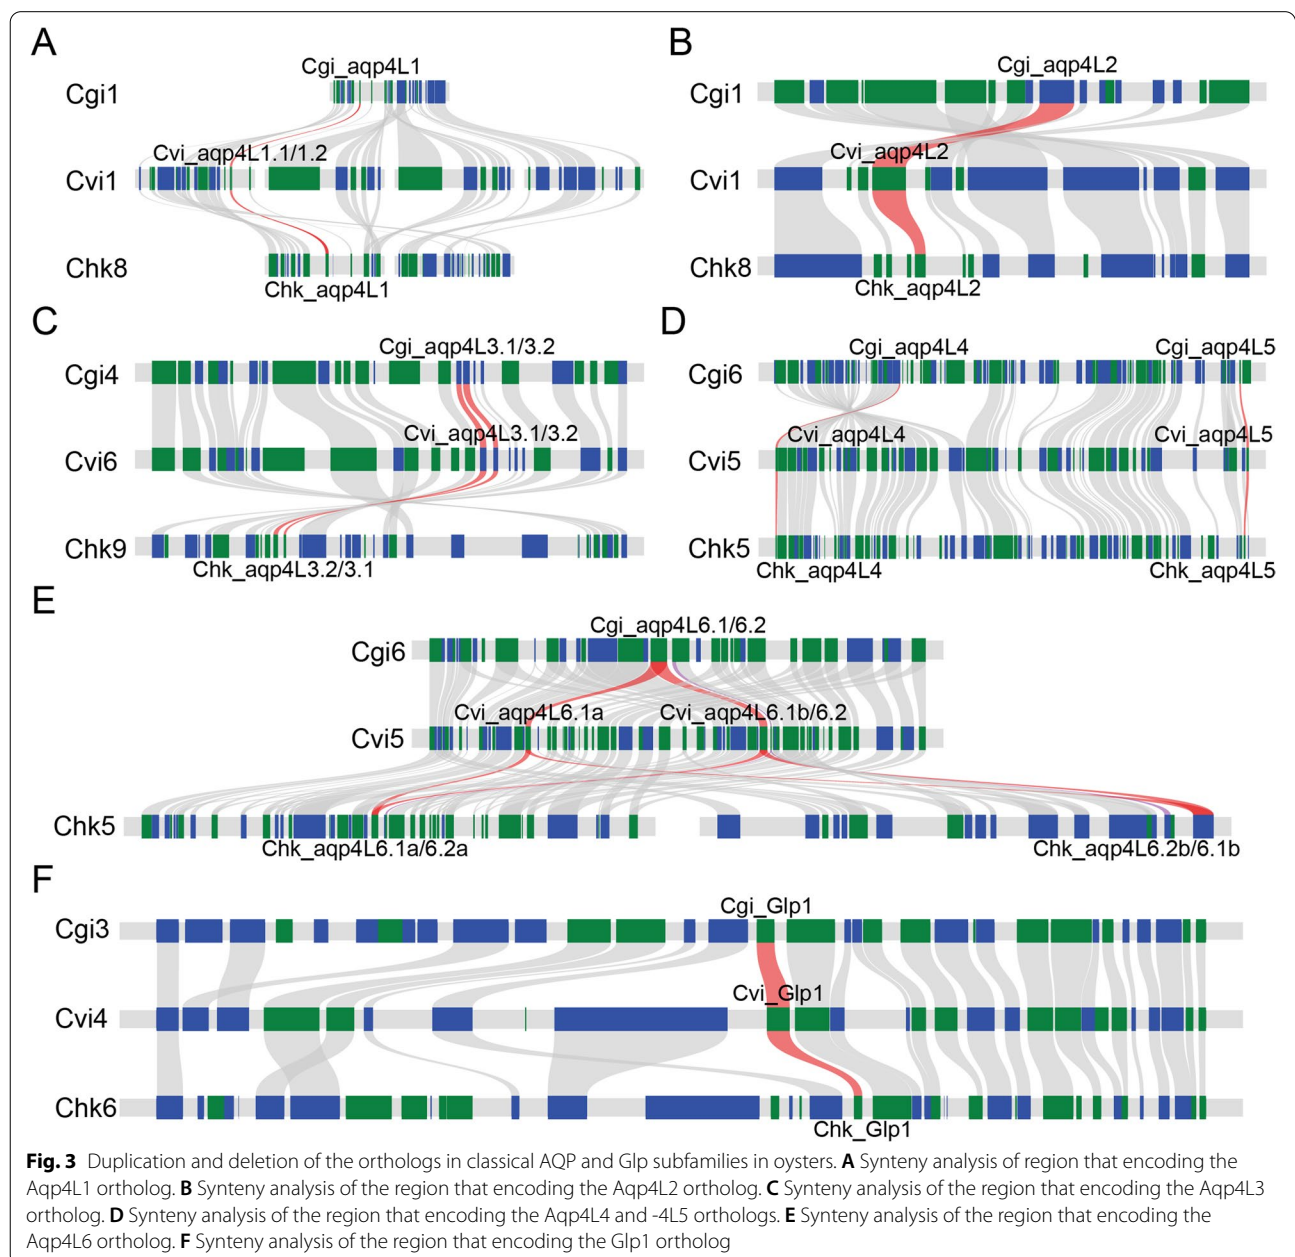 A
Cgi_aqp4L1
Cgi1
Cvi_aqp4L1.1/1.2
Cvi1
Chk8
Chk_aqp4L1
B
Cgi_aqp4L2
Cgi1
Cvi_aqp4L2
Cvi1
Chk8
Chk_aqp4L2
C
Cgi_aqp4L3.1/3.2
Cgi4
Cvi_aqp4L3.1/3.2
Cvi6
Chk9
Chk_aqp4L3.2/3.1
D
Cgi_aqp4L4 Cgi_aqp4L5
Cgi6
Cvi_aqp4L4 Cvi_aqp4L5
Cvi5
Chk5
Chk_aqp4L4 Chk_aqp4L5
E
Cgi_aqp4L6.1/6.2
Cgi6
Cvi_aqp4L6.1a Cvi_aqp4L6.1b/6.2
Cvi5
Chk5
Chk_aqp4L6.1a/6.2a Chk_aqp4L6.2b/6.1b
F
Cgi_Glp1
Cgi3
Cvi_Glp1
Cvi4
Chk6
Chk_Glp1
Fig. 3 Duplication and deletion of the orthologs in classical AQP and Glp subfamilies in oysters. A Synteny analysis of region that encoding the
Aqp4L1 ortholog. B Synteny analysis of the region that encoding the Aqp4L2 ortholog. C Synteny analysis of the region that encoding the Aqp4L3
ortholog. D Synteny analysis of the region that encoding the Aqp4L4 and -4L5 orthologs. E Synteny analysis of the region that encoding the
Aqp4L6 ortholog. F Synteny analysis of the region that encoding the Glp1 ortholog